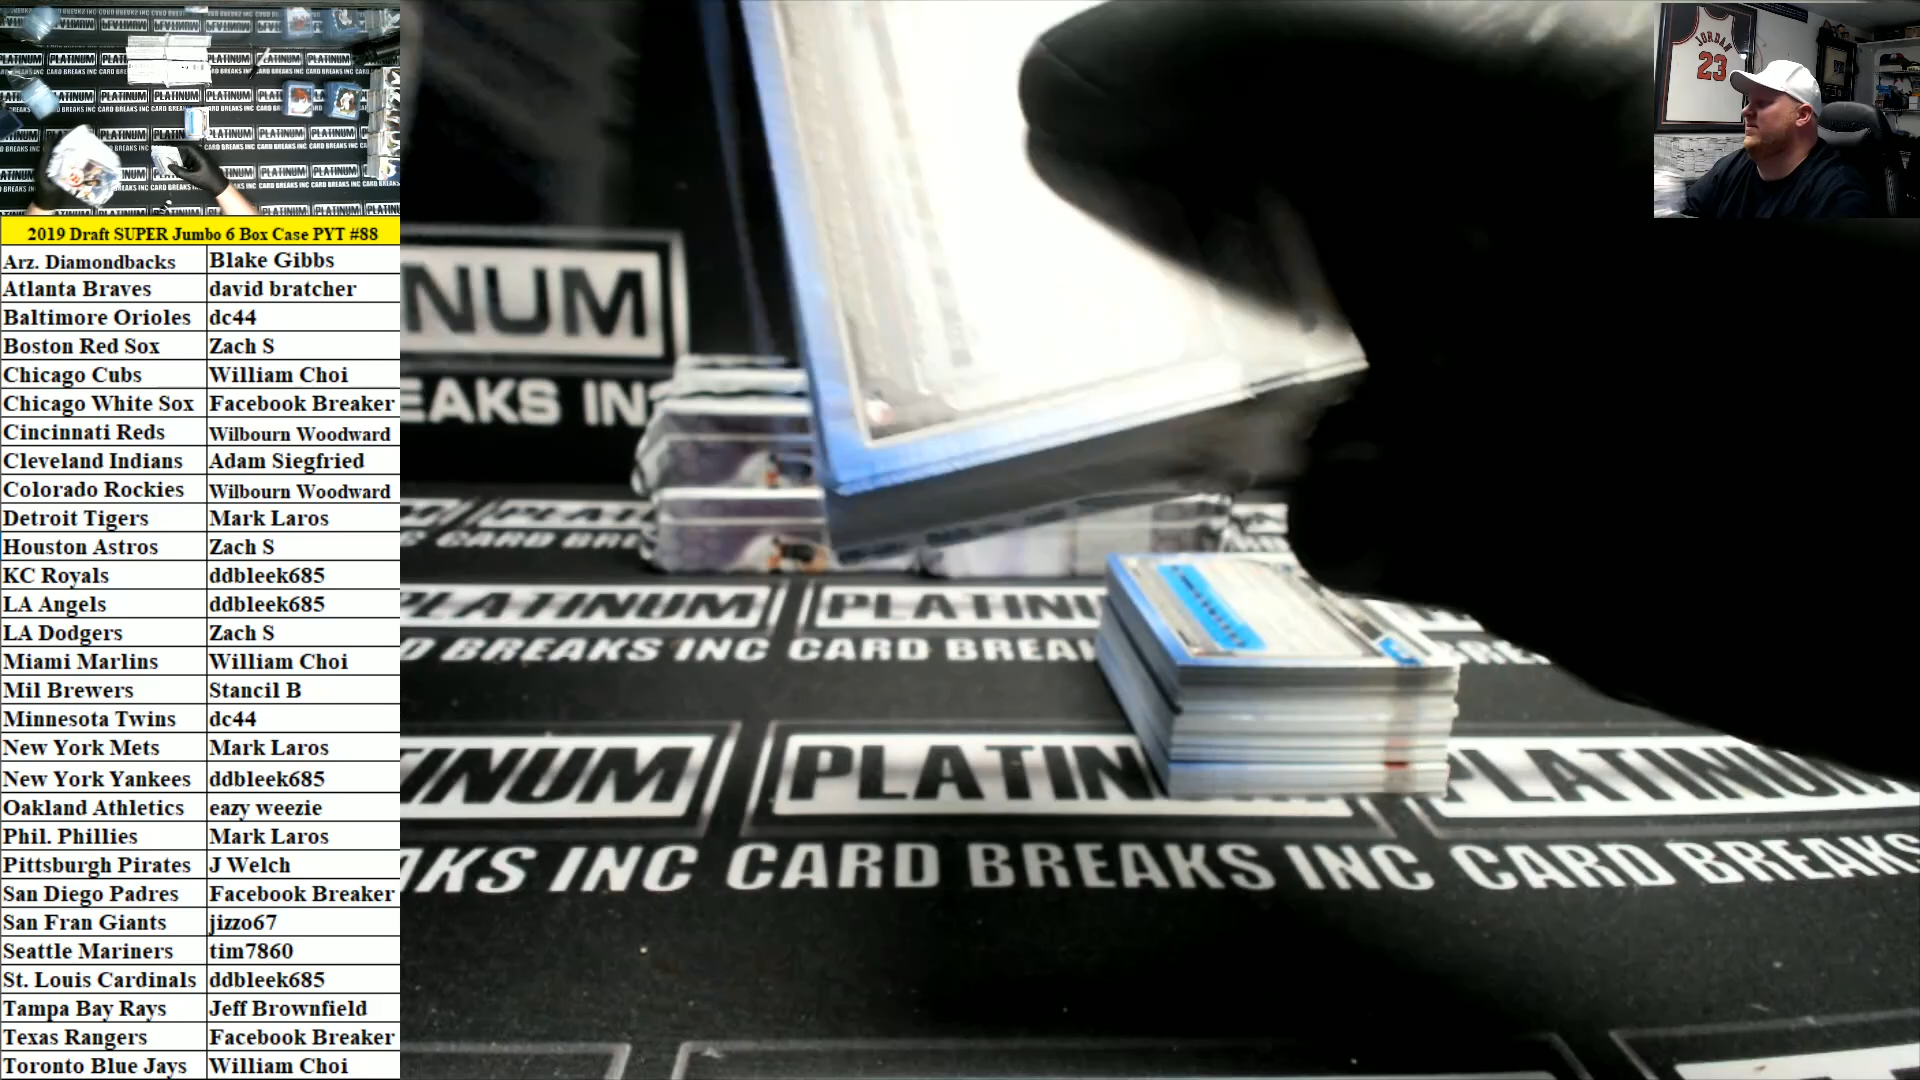 2019 Draft SUPER Jumbo 6 Box Case PYT #88
Arz. Diamondbacks Blake Gibbs
Atlanta Braves david bratcher
Baltimore Orioles dc44
Boston Red Sox Zach S
Chicago Cubs William Choi
Chicago White Sox Facebook Breaker
Cincinnati Reds Wilbourn Woodward
Cleveland Indians Adam Siegfried
Colorado Rockies Wilbourn Woodward
Detroit Tigers Mark Laros
Houston Astros Zach S
KC Royals ddbleek685
LA Angels ddbleek685
LA Dodgers Zach S
Miami Marlins William Choi
Mil Brewers Stancil B
Minnesota Twins dc44
New York Mets Mark Laros
New York Yankees ddbleek685
Oakland Athletics eazy weezie
Phil. Phillies Mark Laros
Pittsburgh Pirates J Welch
San Diego Padres Facebook Breaker
San Fran Giants jizzo67
Seattle Mariners tim7860
St. Louis Cardinals ddbleek685
Tampa Bay Rays Jeff Brownfield
Texas Rangers Facebook Breaker
Toronto Blue Jays William Choi
NUM
EAKS INC
PLATINUM PLATINU
D BREAKS INC CARD BREA
INUM PLATIN PLATINU
AKS INC CARD BREAKS INC CARD BREAKS
JORDAN
23